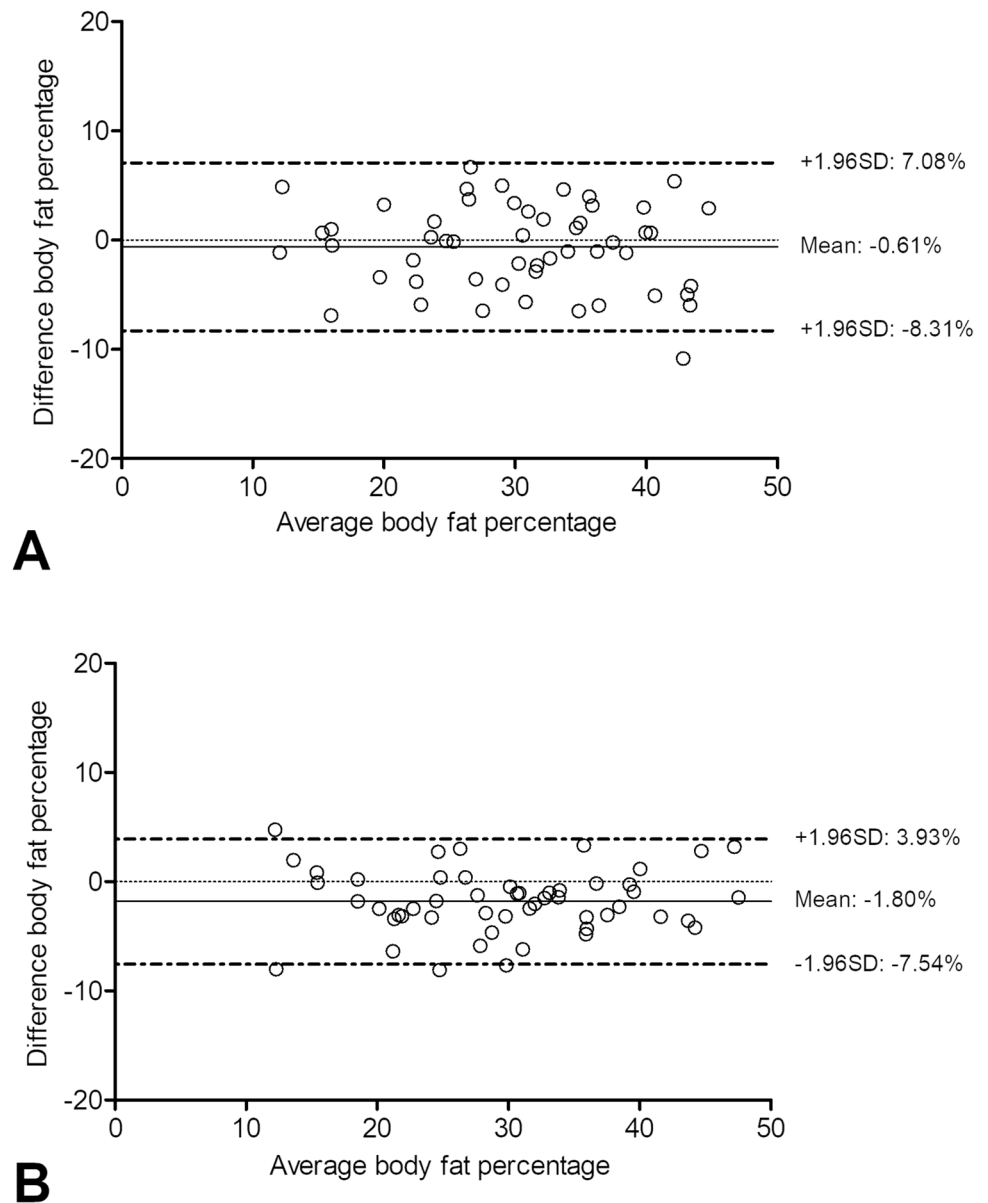 20
10
0
-10
-20
Difference body fat percentage
+1.96SD: 7.08%
Mean: -0.61%
+1.96SD: -8.31%
0 10 20 30 40 50
Average body fat percentage
A
20
10
0
-10
-20
Difference body fat percentage
+1.96SD: 3.93%
Mean: -1.80%
-1.96SD: -7.54%
0 10 20 30 40 50
Average body fat percentage
B